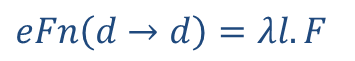 eFn(d → d) = λl. F